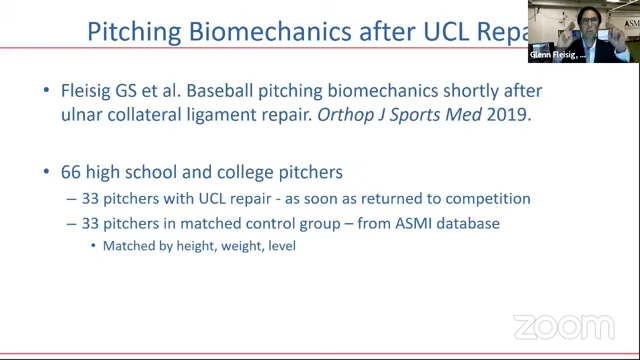 Pitching Biomechanics after UCL Repa
Glenn Fleisig, ...
ASMI
• Fleisig GS et al. Baseball pitching biomechanics shortly after
ulnar collateral ligament repair. Orthop J Sports Med 2019.
• 66 high school and college pitchers
– 33 pitchers with UCL repair - as soon as returned to competition
– 33 pitchers in matched control group – from ASMI database
• Matched by height, weight, level
zoom